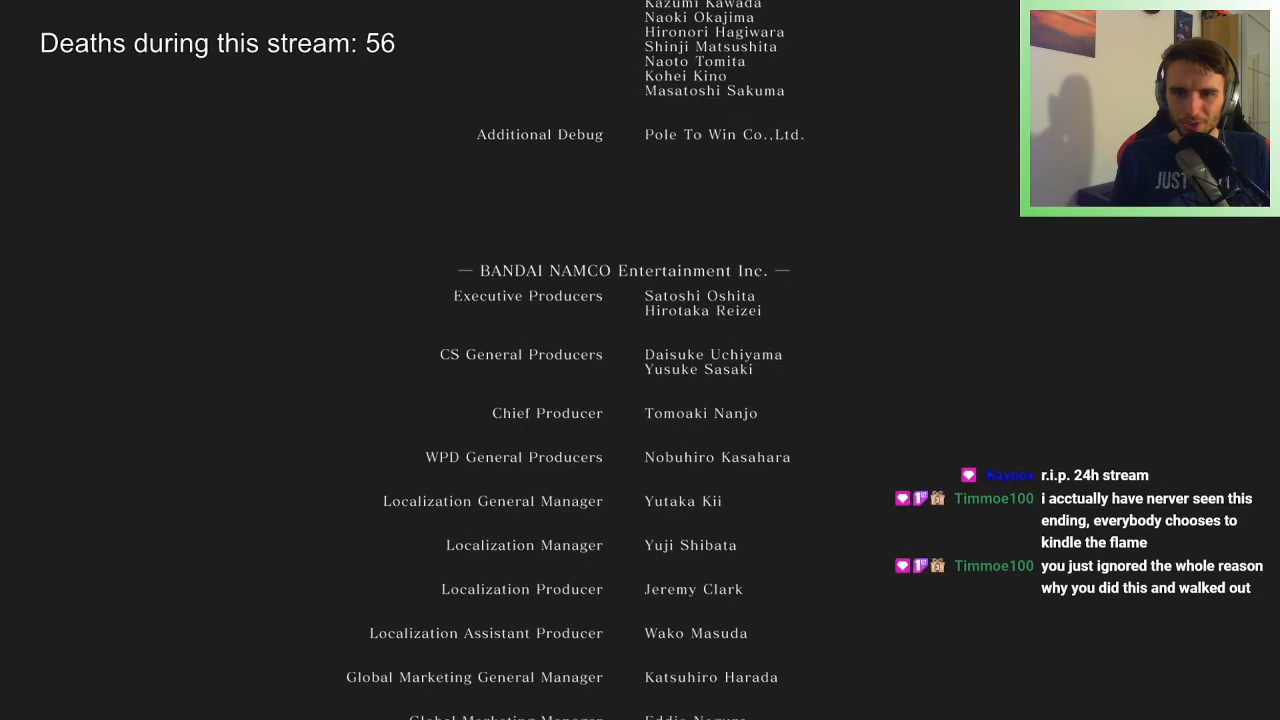 Deaths during this stream: 56
Kazumi Kawada
Naoki Okajima
Hironori Hagiwara
Shinji Matsushita
Naoto Tomita
Kohei Kino
Masatoshi Sakuma
Additional Debug Pole To Win Co.,Ltd.
— BANDAI NAMCO Entertainment Inc. —
Executive Producers Satoshi Oshita
Hirotaka Reizei
CS General Producers Daisuke Uchiyama
Yusuke Sasaki
Chief Producer Tomoaki Nanjo
WPD General Producers Nobuhiro Kasahara
Localization General Manager Yutaka Kii
Localization Manager Yuji Shibata
Localization Producer Jeremy Clark
Localization Assistant Producer Wako Masuda
Global Marketing General Manager Katsuhiro Harada
Kaynox r.i.p. 24h stream
Timmoe100 i acctually have nerver seen this
ending, everybody chooses to
kindle the flame
Timmoe100 you just ignored the whole reason
why you did this and walked out
JUST